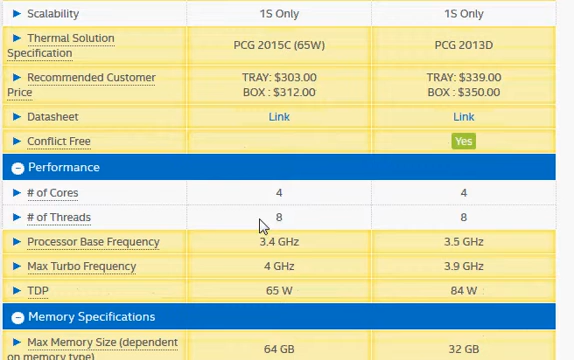 Scalability 1S Only 1S Only
Thermal Solution
Specification PCG 2015C (65W) PCG 2013D
Recommended Customer TRAY: $303.00 TRAY: $339.00
Price BOX : $312.00 BOX : $350.00
Datasheet Link Link
Conflict Free Yes
Performance
# of Cores 4 4
# of Threads 8 8
Processor Base Frequency 3.4 GHz 3.5 GHz
Max Turbo Frequency 4 GHz 3.9 GHz
TDP 65 W 84 W
Memory Specifications
Max Memory Size (dependent
on memory type) 64 GB 32 GB